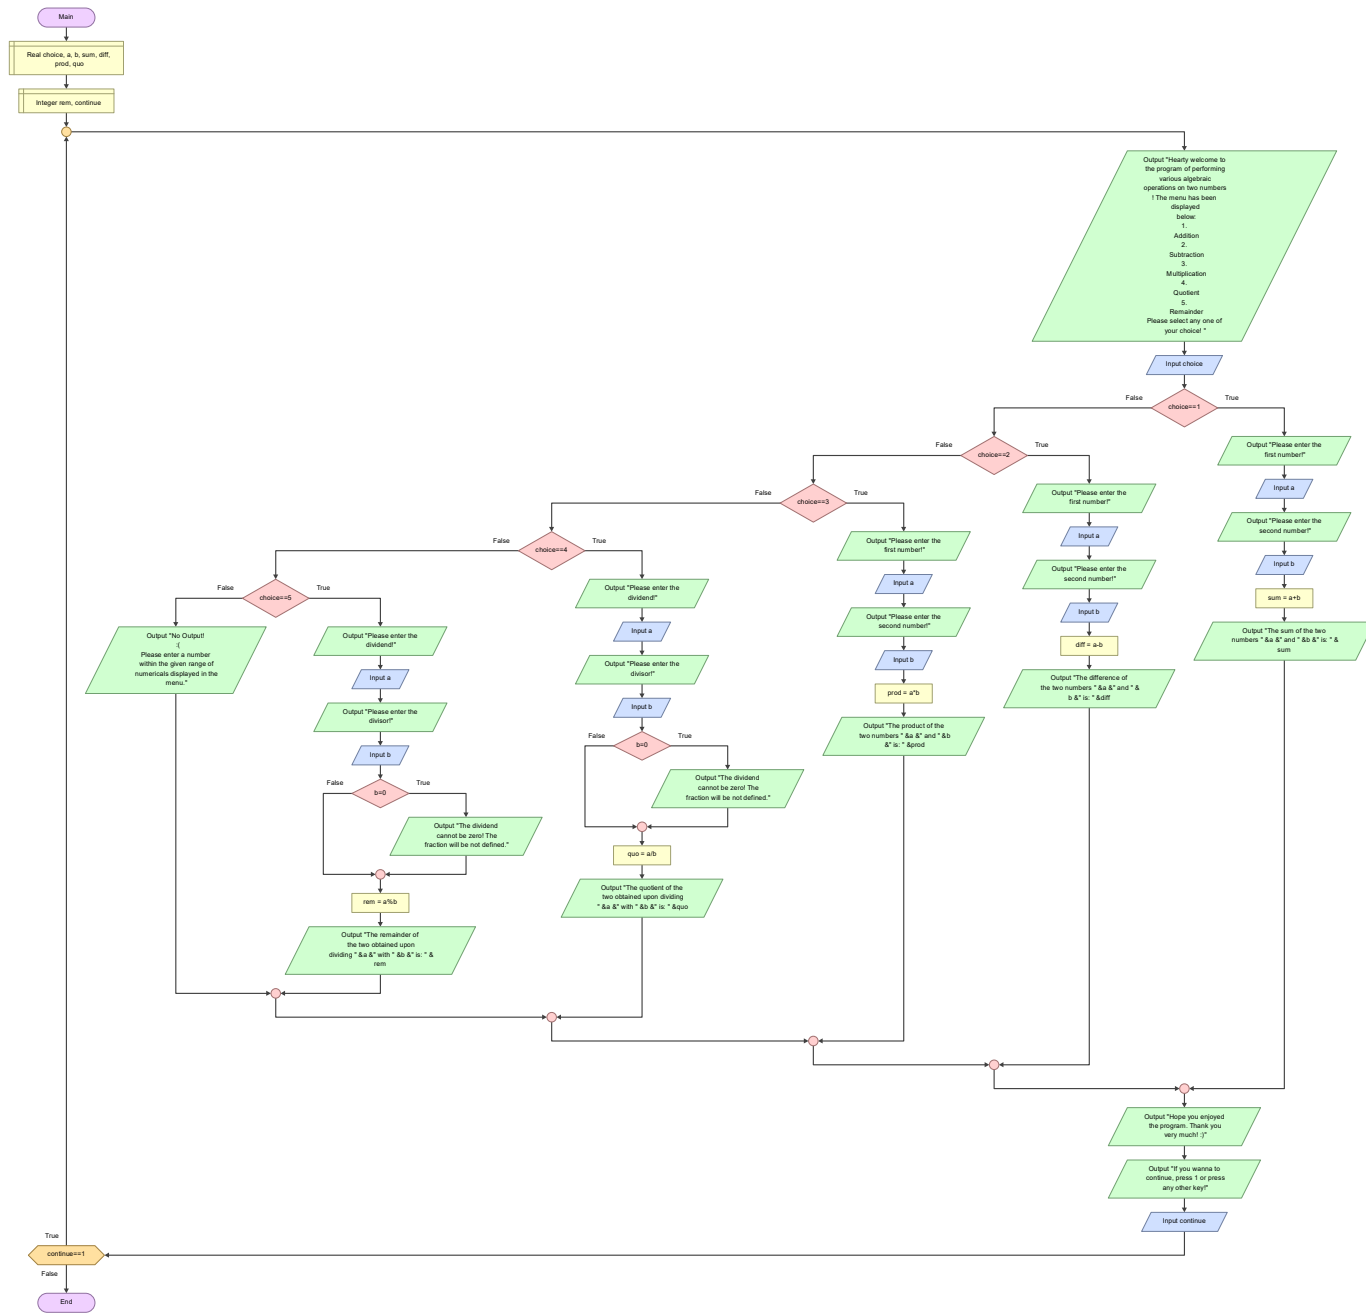 Main
Real choice, a, b, sum, diff,
prod, quo
Integer rem, continue
Output "Hearty welcome to
the program of performing
various algebraic
operations on two numbers
! The menu has been
displayed
below:
1.
Addition
2.
Subtraction
3.
Multiplication
4.
Quotient
5.
Remainder
Please select any one of
your choice! "
Input choice
False
choice==1
True
Output "Please enter the
first number!"
Input a
Output "Please enter the
second number!"
Input b
sum = a+b
Output "The sum of the two
numbers " &a &" and " &b &" is: " &
sum
False
choice==2
True
Output "Please enter the
first number!"
Input a
Output "Please enter the
second number!"
Input b
diff = a-b
Output "The difference of
the two numbers " &a &" and " &
b &" is: " &diff
False
choice==3
True
Output "Please enter the
first number!"
Input a
Output "Please enter the
second number!"
Input b
prod = a*b
Output "The product of the
two numbers " &a &" and " &b
&" is: " &prod
False
choice==4
True
Output "Please enter the
dividend!"
Input a
Output "Please enter the
divisor!"
Input b
False
b=0
True
Output "The dividend
cannot be zero! The
fraction will be not defined."
quo = a/b
Output "The quotient of the
two obtained upon dividing
" &a &" with " &b &" is: " &quo
False
choice==5
True
Output "No Output!
:(
Please enter a number
within the given range of
numericals displayed in the
menu."
Output "Please enter the
dividend!"
Input a
Output "Please enter the
divisor!"
Input b
False
b=0
True
Output "The dividend
cannot be zero! The
fraction will be not defined."
rem = a%b
Output "The remainder of
the two obtained upon
dividing " &a &" with " &b &" is: " &
rem
Output "Hope you enjoyed
the program. Thank you
very much! :)"
Output "If you wanna to
continue, press 1 or press
any other key!"
Input continue
True
continue==1
False
End